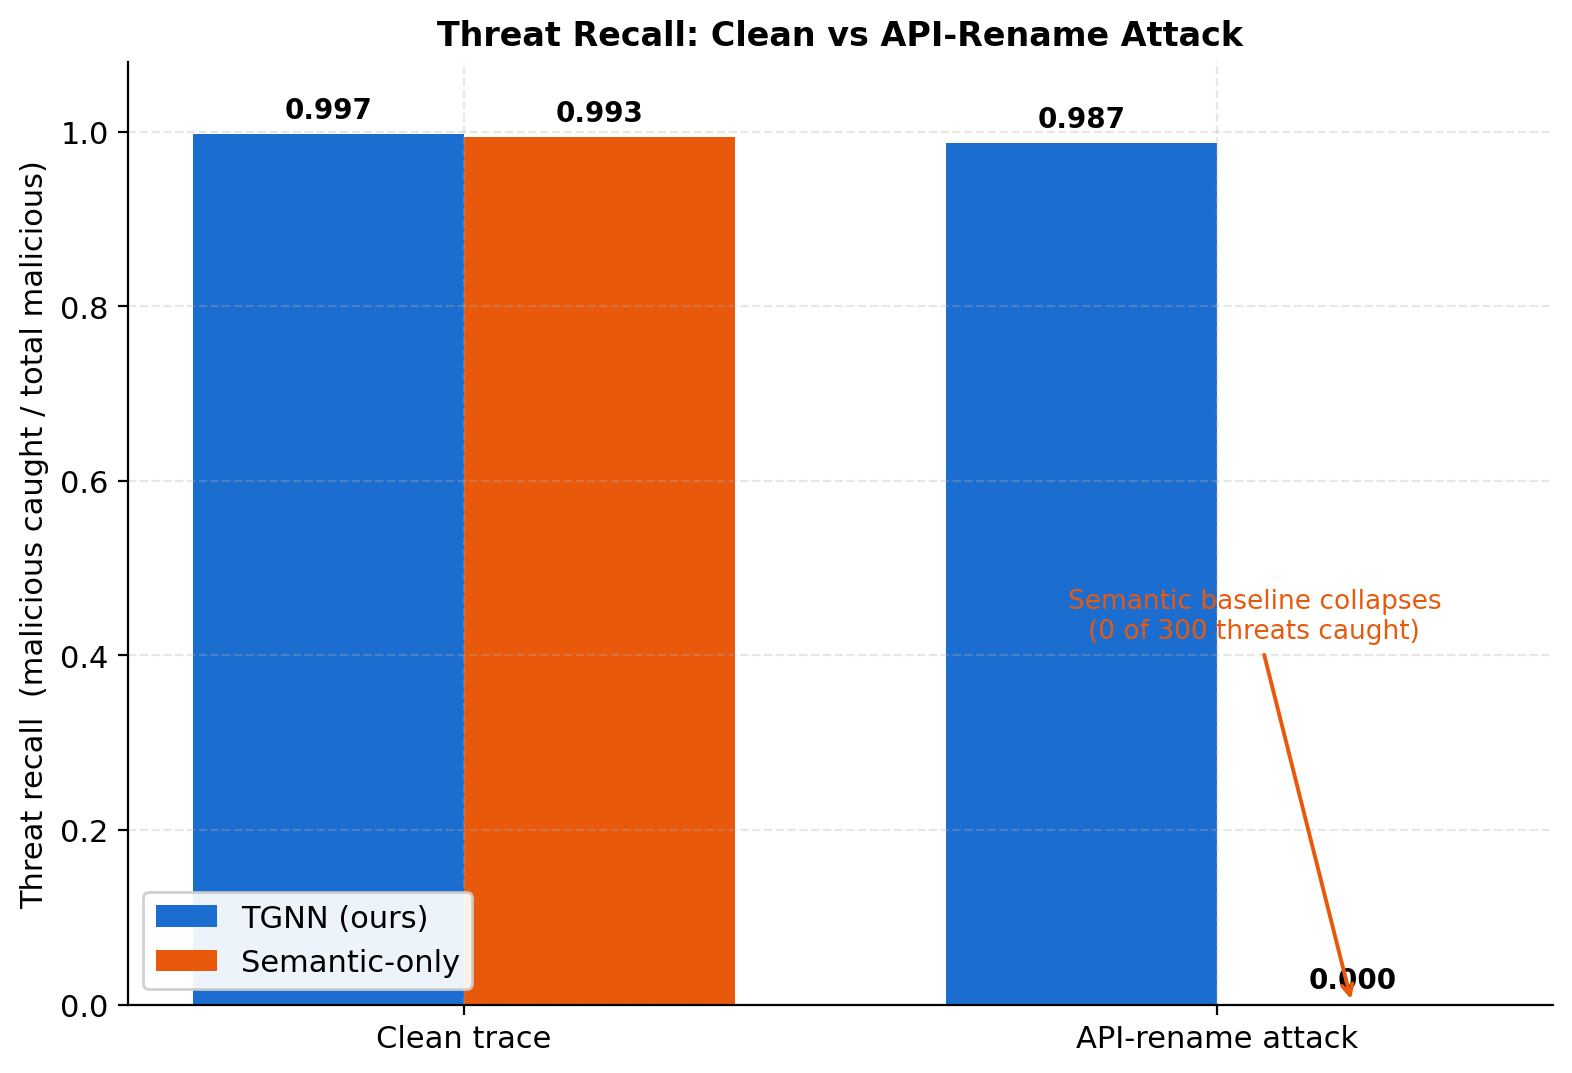 Threat Recall: Clean vs API-Rename Attack
Threat recall (malicious caught / total malicious)
1.0
0.8
0.6
0.4
0.2
0.0
0.997
0.993
0.987
Semantic baseline collapses
(0 of 300 threats caught)
0.000
TGNN (ours)
Semantic-only
Clean trace
API-rename attack